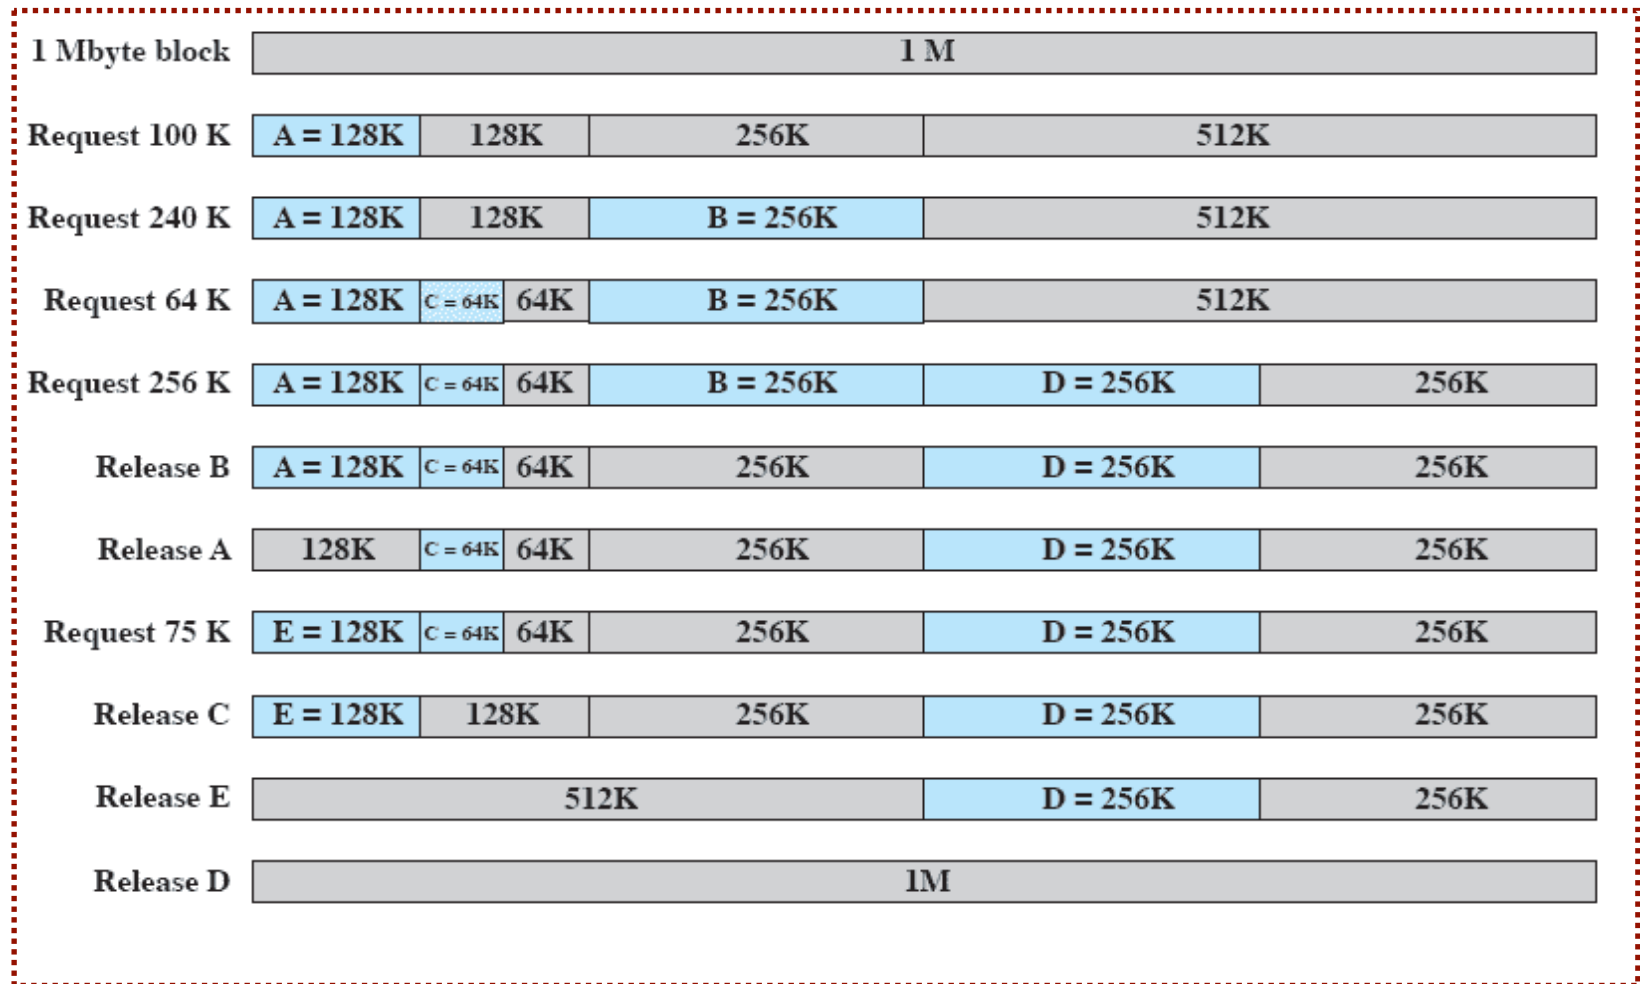 1 Mbyte block 1 M
Request 100 K A = 128K 128K 256K 512K
Request 240 K A = 128K 128K B = 256K 512K
Request 64 K A = 128K C = 64K 64K B = 256K 512K
Request 256 K A = 128K C = 64K 64K B = 256K D = 256K 256K
Release B A = 128K C = 64K 64K 256K D = 256K 256K
Release A 128K C = 64K 64K 256K D = 256K 256K
Request 75 K E = 128K C = 64K 64K 256K D = 256K 256K
Release C E = 128K 128K 256K D = 256K 256K
Release E 512K D = 256K 256K
Release D 1M